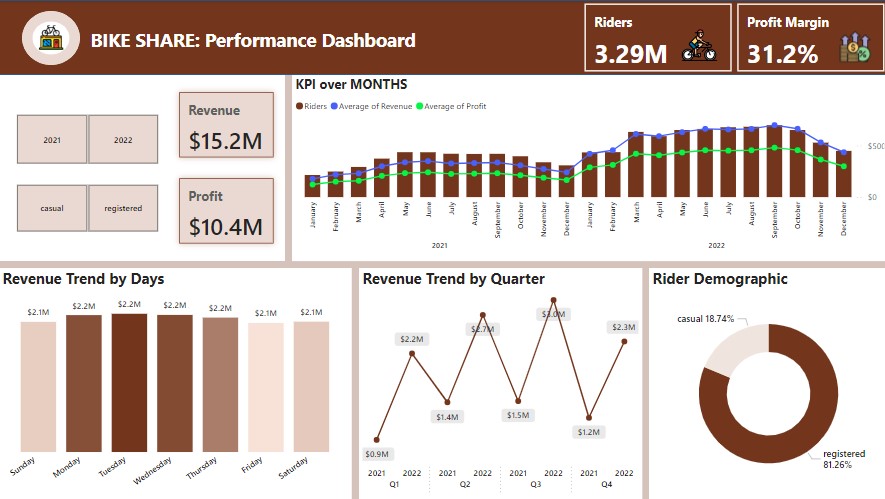 BIKE SHARE: Performance Dashboard
Riders
3.29M
Profit Margin
31.2%
2021
2022
casual
registered
Revenue
$15.2M
Profit
$10.4M
KPI over MONTHS
Riders Average of Revenue Average of Profit
$500
$0
January February March April May June July August September October November December January February March April May June July August September October November December
2021 2022
Revenue Trend by Days
$2.1M $2.2M $2.2M $2.2M $2.2M $2.1M $2.1M
Sunday Monday Tuesday Wednesday Thursday Friday Saturday
Revenue Trend by Quarter
$0.9M
$2.2M
$1.4M
$2.7M
$1.5M
$3.0M
$1.2M
$2.3M
2021 2022 2021 2022 2021 2022 2021 2022
Q1 Q2 Q3 Q4
Rider Demographic
casual 18.74%
registered
81.26%